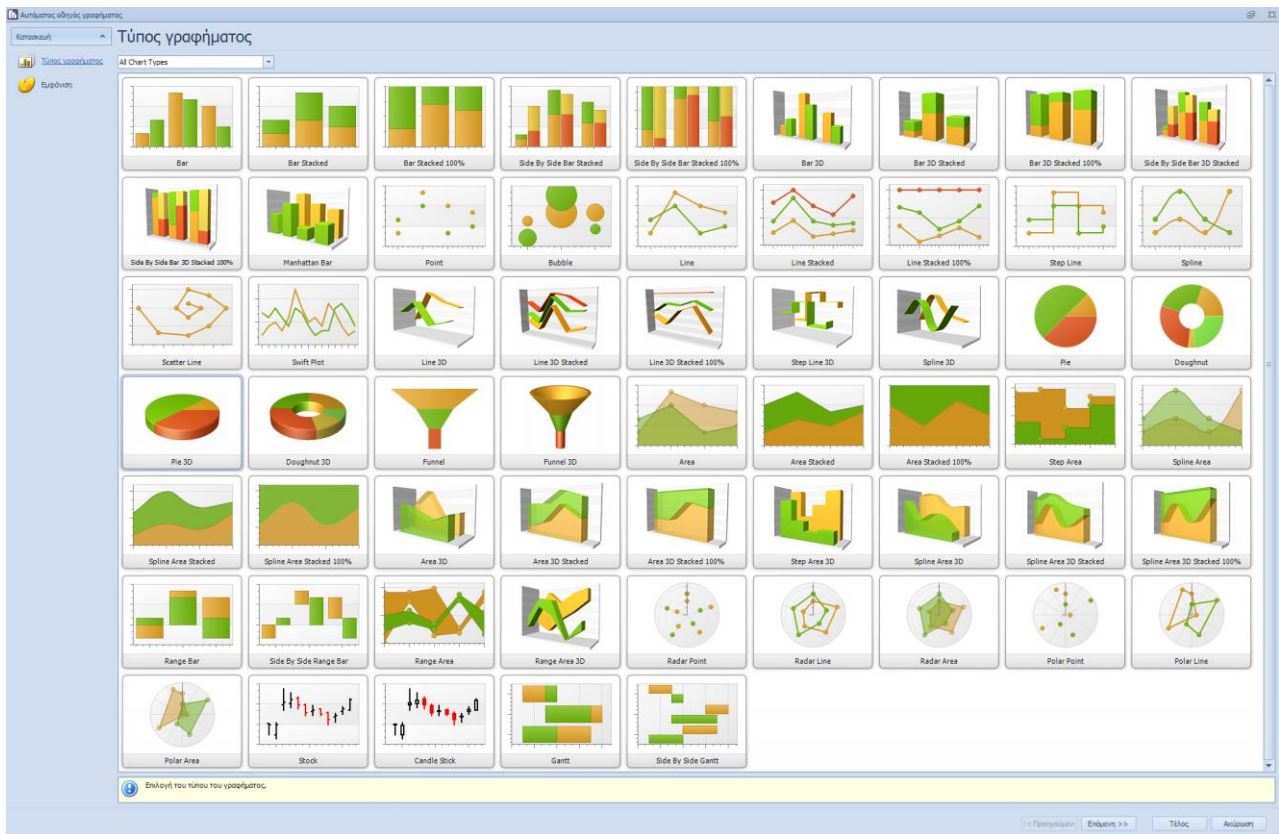 Αυτόματος οδηγός γραφήματος
Κατασκευή
Τύπος γραφήματος
Εμφάνιση
Τύπος γραφήματος
All Chart Types
Bar
Bar Stacked
Bar Stacked 100%
Side By Side Bar Stacked
Side By Side Bar Stacked 100%
Bar 3D
Bar 3D Stacked
Bar 3D Stacked 100%
Side By Side Bar 3D Stacked
Side By Side Bar 3D Stacked 100%
Manhattan Bar
Point
Bubble
Line
Line Stacked
Line Stacked 100%
Step Line
Spline
Scatter Line
Swift Plot
Line 3D
Line 3D Stacked
Line 3D Stacked 100%
Step Line 3D
Spline 3D
Pie
Doughnut
Pie 3D
Doughnut 3D
Funnel
Funnel 3D
Area
Area Stacked
Area Stacked 100%
Step Area
Spline Area
Spline Area Stacked
Spline Area Stacked 100%
Area 3D
Area 3D Stacked
Area 3D Stacked 100%
Step Area 3D
Spline Area 3D
Spline Area 3D Stacked
Spline Area 3D Stacked 100%
Range Bar
Side By Side Range Bar
Range Area
Range Area 3D
Radar Point
Radar Line
Radar Area
Polar Point
Polar Line
Polar Area
Stock
Candle Stick
Gantt
Side By Side Gantt
Επιλογή του τύπου του γραφήματος.
< Προηγούμενη
Επόμενη >>
Τέλος
Ακύρωση